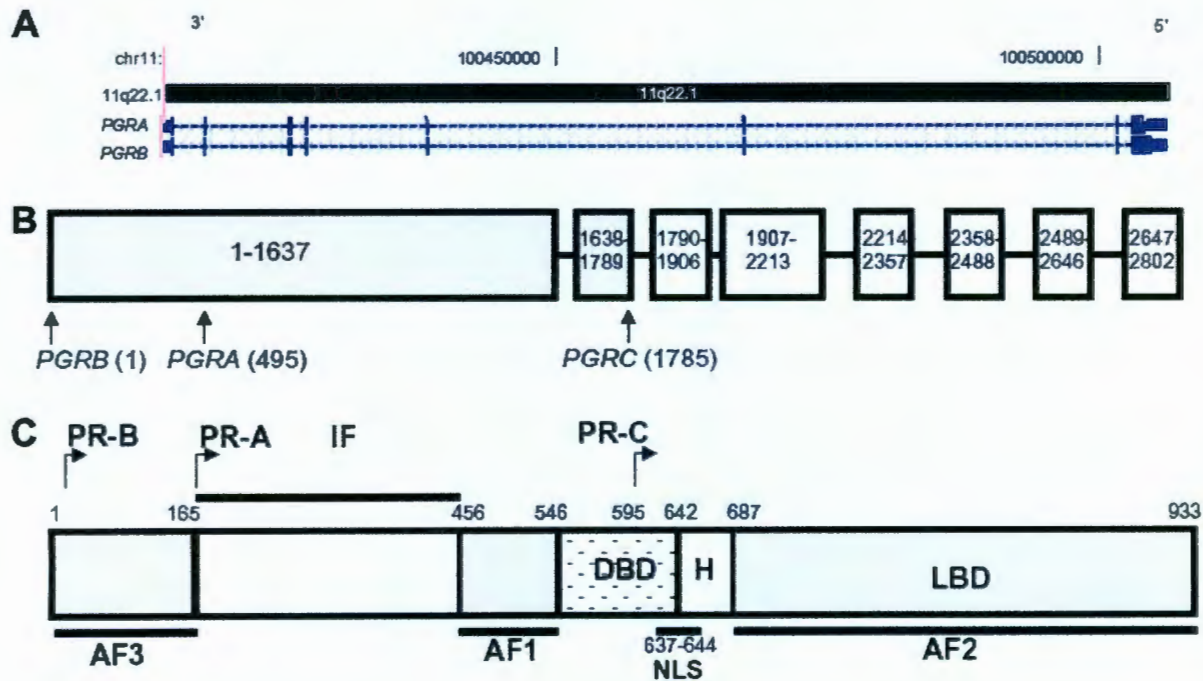 A
3'
5'
chr11:
100450000
100500000
11q22.1
11q22.1
PGRA
PGRB
B
1-1637
1638-
1789
1790-
1906
1907-
2213
2214
2357
2358-
2488
2489-
2646
2647
2802
PGRB (1)
PGRA (495)
PGRC (1785)
C
PR-B
PR-A
IF
PR-C
1
165
456
546
595
642
687
933
DBD
H
LBD
AF3
AF1
637-644
NLS
AF2